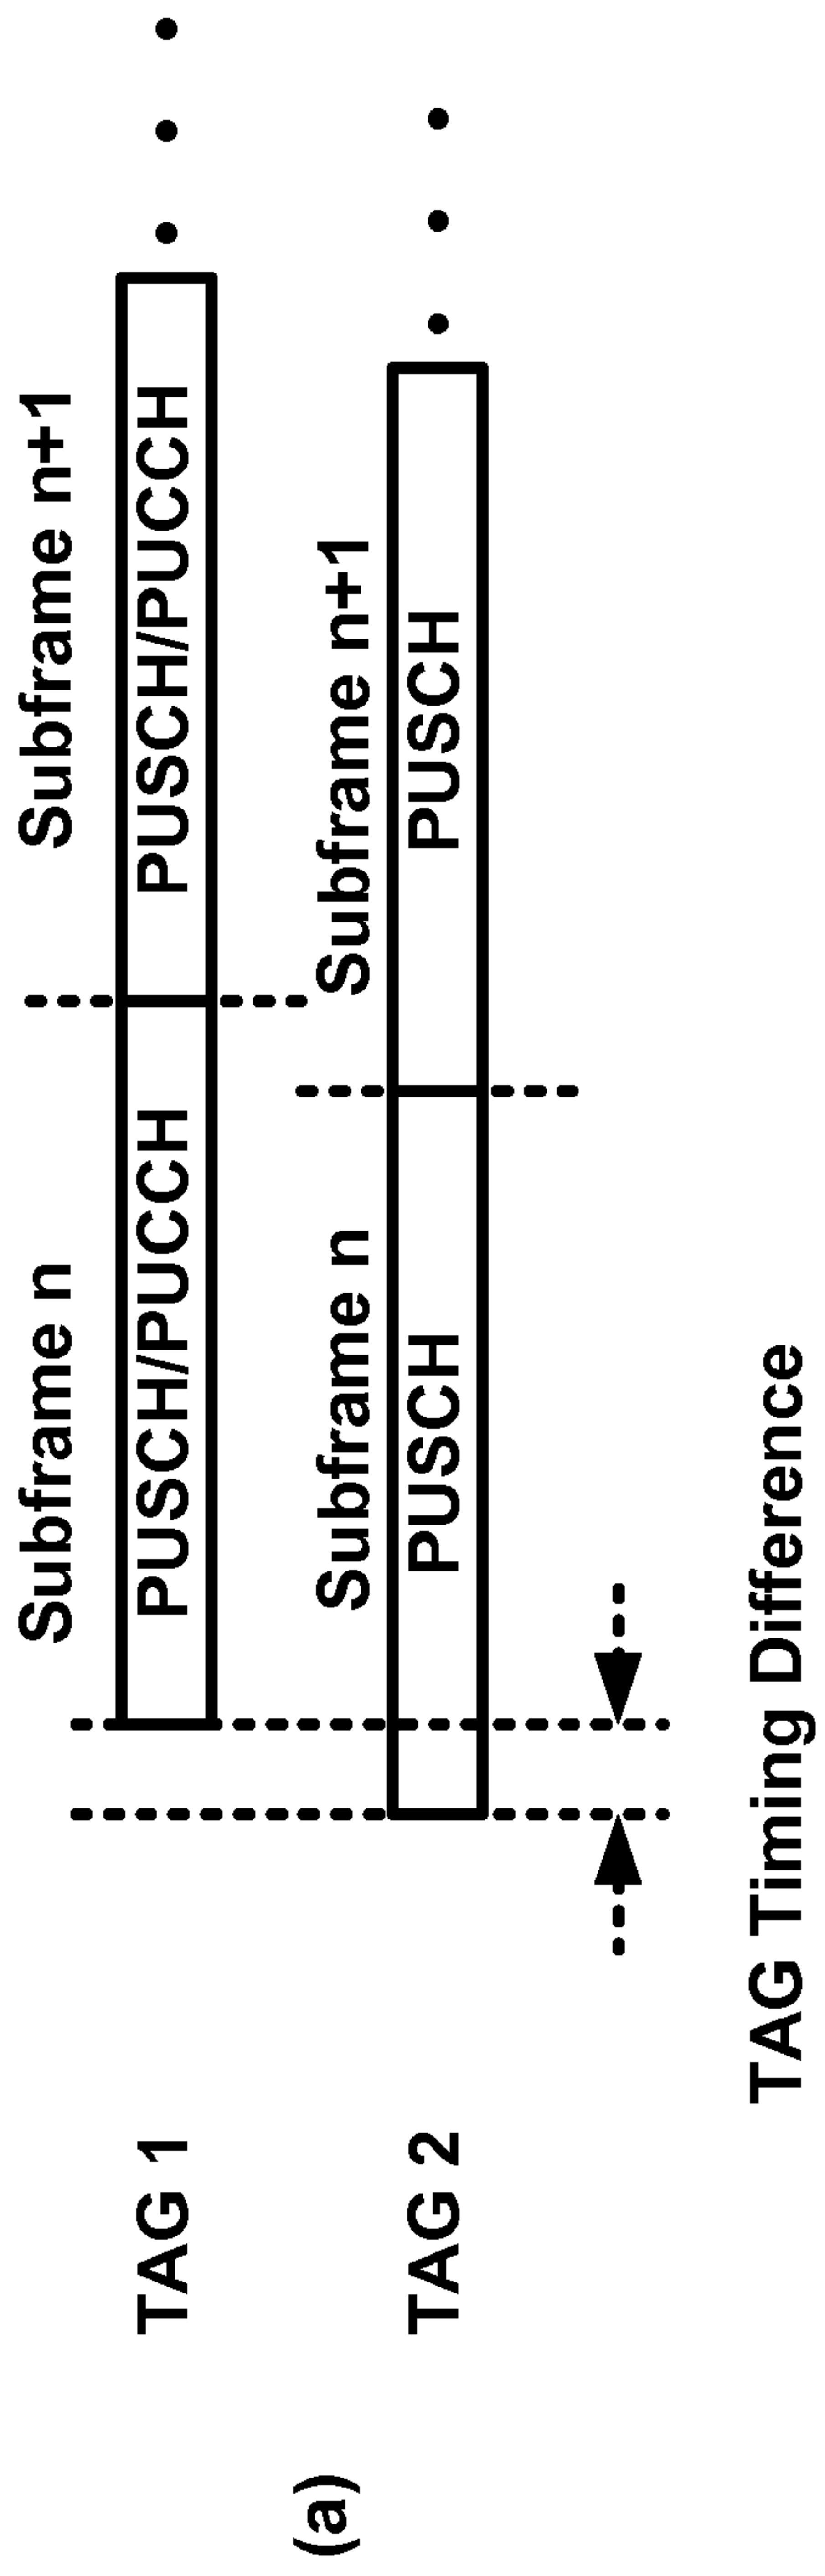 (a)
Subframe n
Subframe n+1
TAG 1
PUSCH/PUCCH
PUSCH/PUCCH
Subframe n
Subframe n+1
TAG 2
PUSCH
PUSCH
TAG Timing Difference